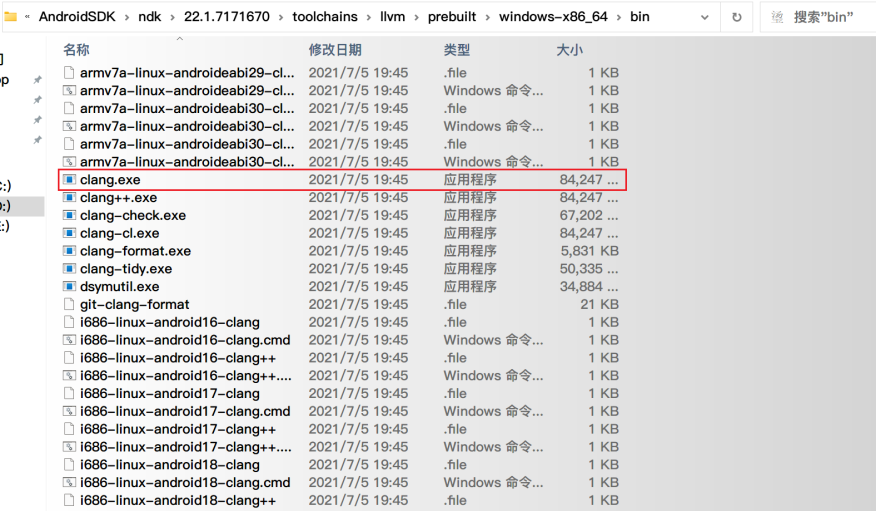 « AndroidSDK › ndk › 22.1.7171670 › toolchains › llvm › prebuilt › windows-x86_64 › bin 搜索"bin"
名称 修改日期 类型 大小
armv7a-linux-androideabi29-cl... 2021/7/5 19:45 .file 1 KB
armv7a-linux-androideabi29-cl... 2021/7/5 19:45 Windows 命令... 1 KB
armv7a-linux-androideabi30-cl... 2021/7/5 19:45 .file 1 KB
armv7a-linux-androideabi30-cl... 2021/7/5 19:45 Windows 命令... 1 KB
armv7a-linux-androideabi30-cl... 2021/7/5 19:45 .file 1 KB
armv7a-linux-androideabi30-cl... 2021/7/5 19:45 Windows 命令... 1 KB
clang.exe 2021/7/5 19:45 应用程序 84,247 ...
clang++.exe 2021/7/5 19:45 应用程序 84,247 ...
clang-check.exe 2021/7/5 19:45 应用程序 67,202 ...
clang-cl.exe 2021/7/5 19:45 应用程序 84,247 ...
clang-format.exe 2021/7/5 19:45 应用程序 5,831 KB
clang-tidy.exe 2021/7/5 19:45 应用程序 50,335 ...
dsymutil.exe 2021/7/5 19:45 应用程序 34,884 ...
git-clang-format 2021/7/5 19:45 .file 21 KB
i686-linux-android16-clang 2021/7/5 19:45 .file 1 KB
i686-linux-android16-clang.cmd 2021/7/5 19:45 Windows 命令... 1 KB
i686-linux-android16-clang++ 2021/7/5 19:45 .file 1 KB
i686-linux-android16-clang++.... 2021/7/5 19:45 Windows 命令... 1 KB
i686-linux-android17-clang 2021/7/5 19:45 .file 1 KB
i686-linux-android17-clang.cmd 2021/7/5 19:45 Windows 命令... 1 KB
i686-linux-android17-clang++ 2021/7/5 19:45 .file 1 KB
i686-linux-android17-clang++.... 2021/7/5 19:45 Windows 命令... 1 KB
i686-linux-android18-clang 2021/7/5 19:45 .file 1 KB
i686-linux-android18-clang.cmd 2021/7/5 19:45 Windows 命令... 1 KB
i686-linux-android18-clang++ 2021/7/5 19:45 .file 1 KB